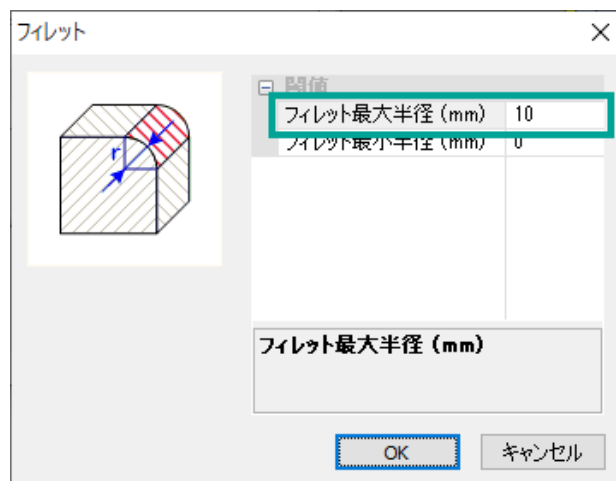 フィレット
r
閾値
フィレット最大半径 (mm) 10
フィレット最小半径 (mm) 0
フィレット最大半径 (mm)
OK キャンセル